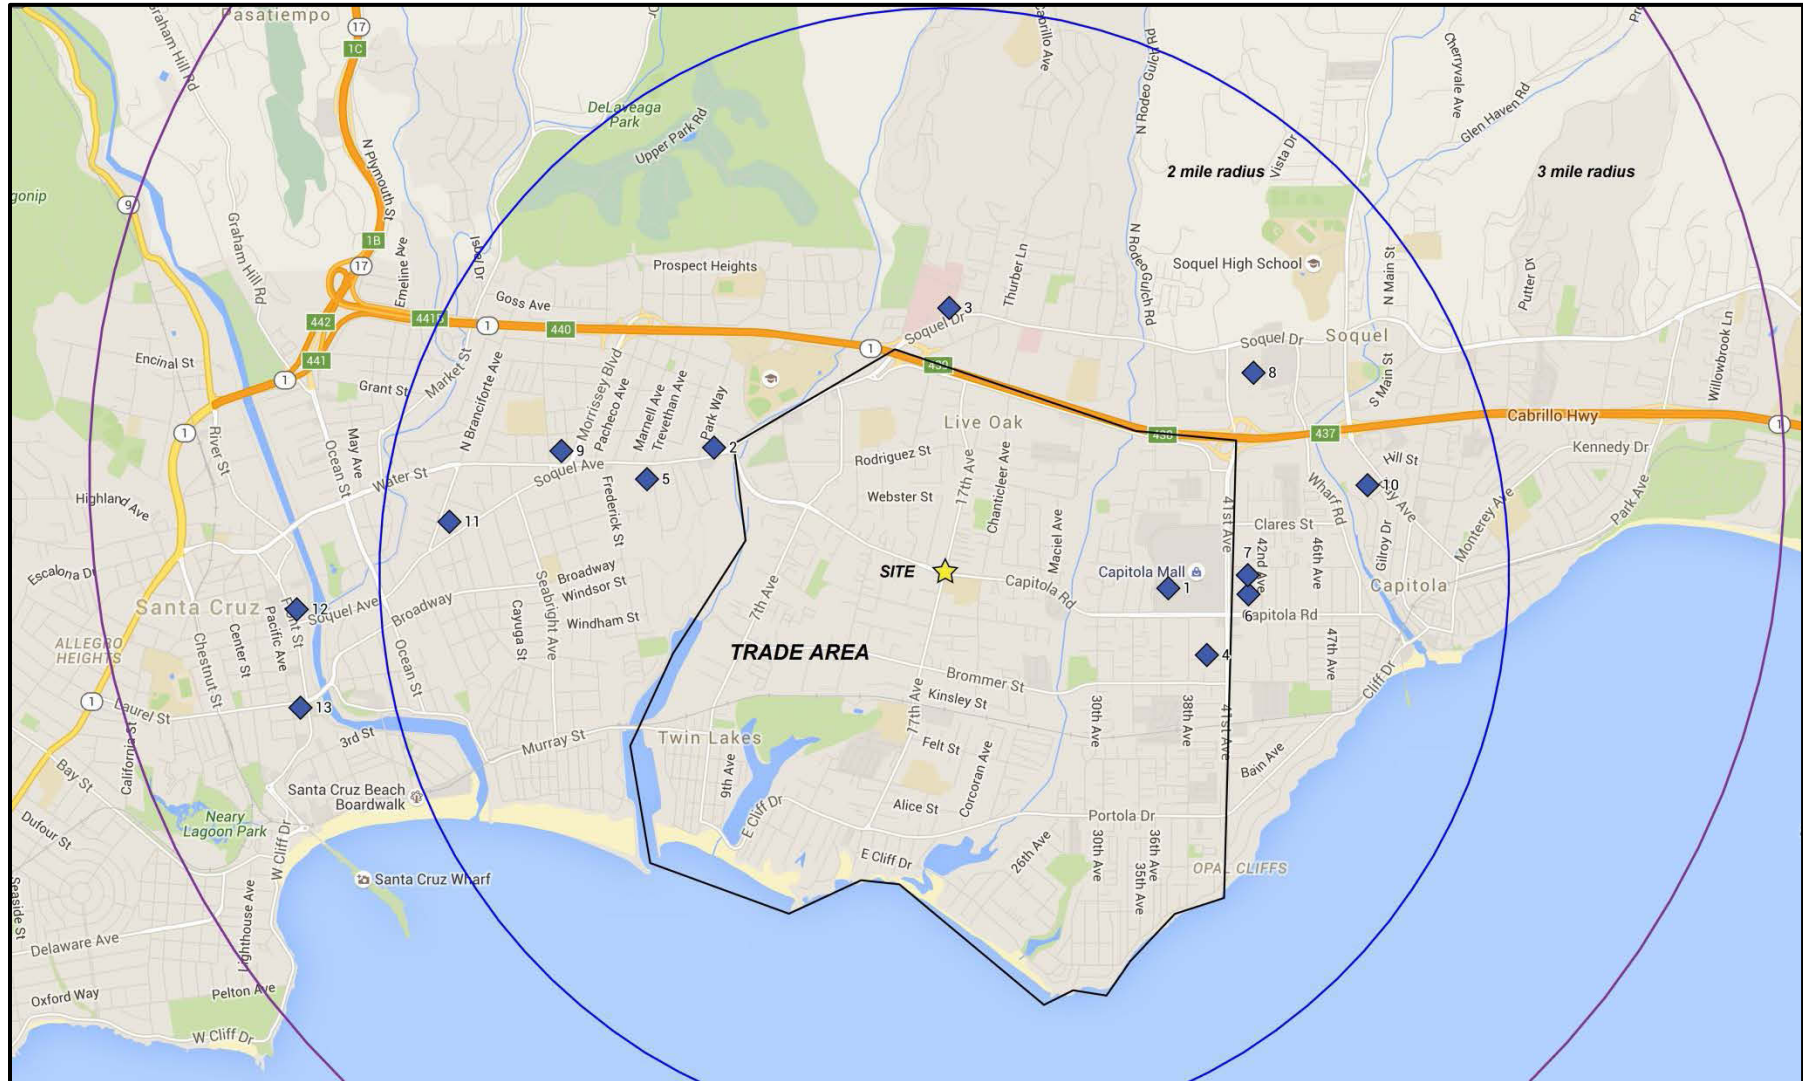 Pasatiempo
17
1C
Graham Hill Rd
DeLaveaga
Park
Upper Park Rd
Cabrillo Ave
N Rodeo Gulch Rd
Cherryvale Ave
Glen Haven Rd
2 mile radius
Vista Dr
3 mile radius
N Plymouth St
gonip
9
Graham Hill Rd
1B
Emeline Ave
Isbel Dr
17
Prospect Heights
Thurber Ln
N Rodeo Gulch Rd
Soquel High School
N Main St
Putter Dr
Goss Ave
3
Soquel Dr
442
441B
1
440
1
439
Soquel Dr
Soquel
Willowbrook Ln
Encinal St
441
1
Grant St
Market St
N Branciforte Ave
Morrissey Blvd
Pacheco Ave
Marnell Ave
Trevethan Ave
Park Way
8
S Main St
Live Oak
438
437
Cabrillo Hwy
1
1
River St
Ocean St
May Ave
Water St
9
Soquel Ave
5
2
Rodriguez St
17th Ave
Chanticleer Ave
Hill St
Kennedy Dr
Highland Ave
11
Frederick St
Webster St
Maciel Ave
41st Ave
Clares St
Wharf Rd
10
Bay Ave
Monterey Ave
Park Ave
Escalona Dr
Seabright Ave
Broadway
Windsor St
7th Ave
SITE
Capitola Rd
Capitola Mall
1
7
42nd Ave
46th Ave
Gilroy Dr
Capitola
Santa Cruz
12
Front St
Soquel Ave
Broadway
Cayuga St
Windham St
6
Capitola Rd
ALLEGRO
HEIGHTS
Chestnut St
Center St
Pacific Ave
Ocean St
TRADE AREA
4
47th Ave
Cliff Dr
1
Laurel St
13
3rd St
Brommer St
Kinsley St
17th Ave
30th Ave
38th Ave
41st Ave
California St
Bay St
Murray St
Twin Lakes
Felt St
Bain Ave
9th Ave
Corcoran Ave
Santa Cruz Beach
Boardwalk
Neary
Lagoon Park
Dufour St
W Cliff Dr
E Cliff Dr
Alice St
Portola Dr
E Cliff Dr
26th Ave
30th Ave
36th Ave
35th Ave
OPAL CLIFFS
Santa Cruz Wharf
Seaside St
Lighthouse Ave
Delaware Ave
Oxford Way
Pelton Ave
W Cliff Dr